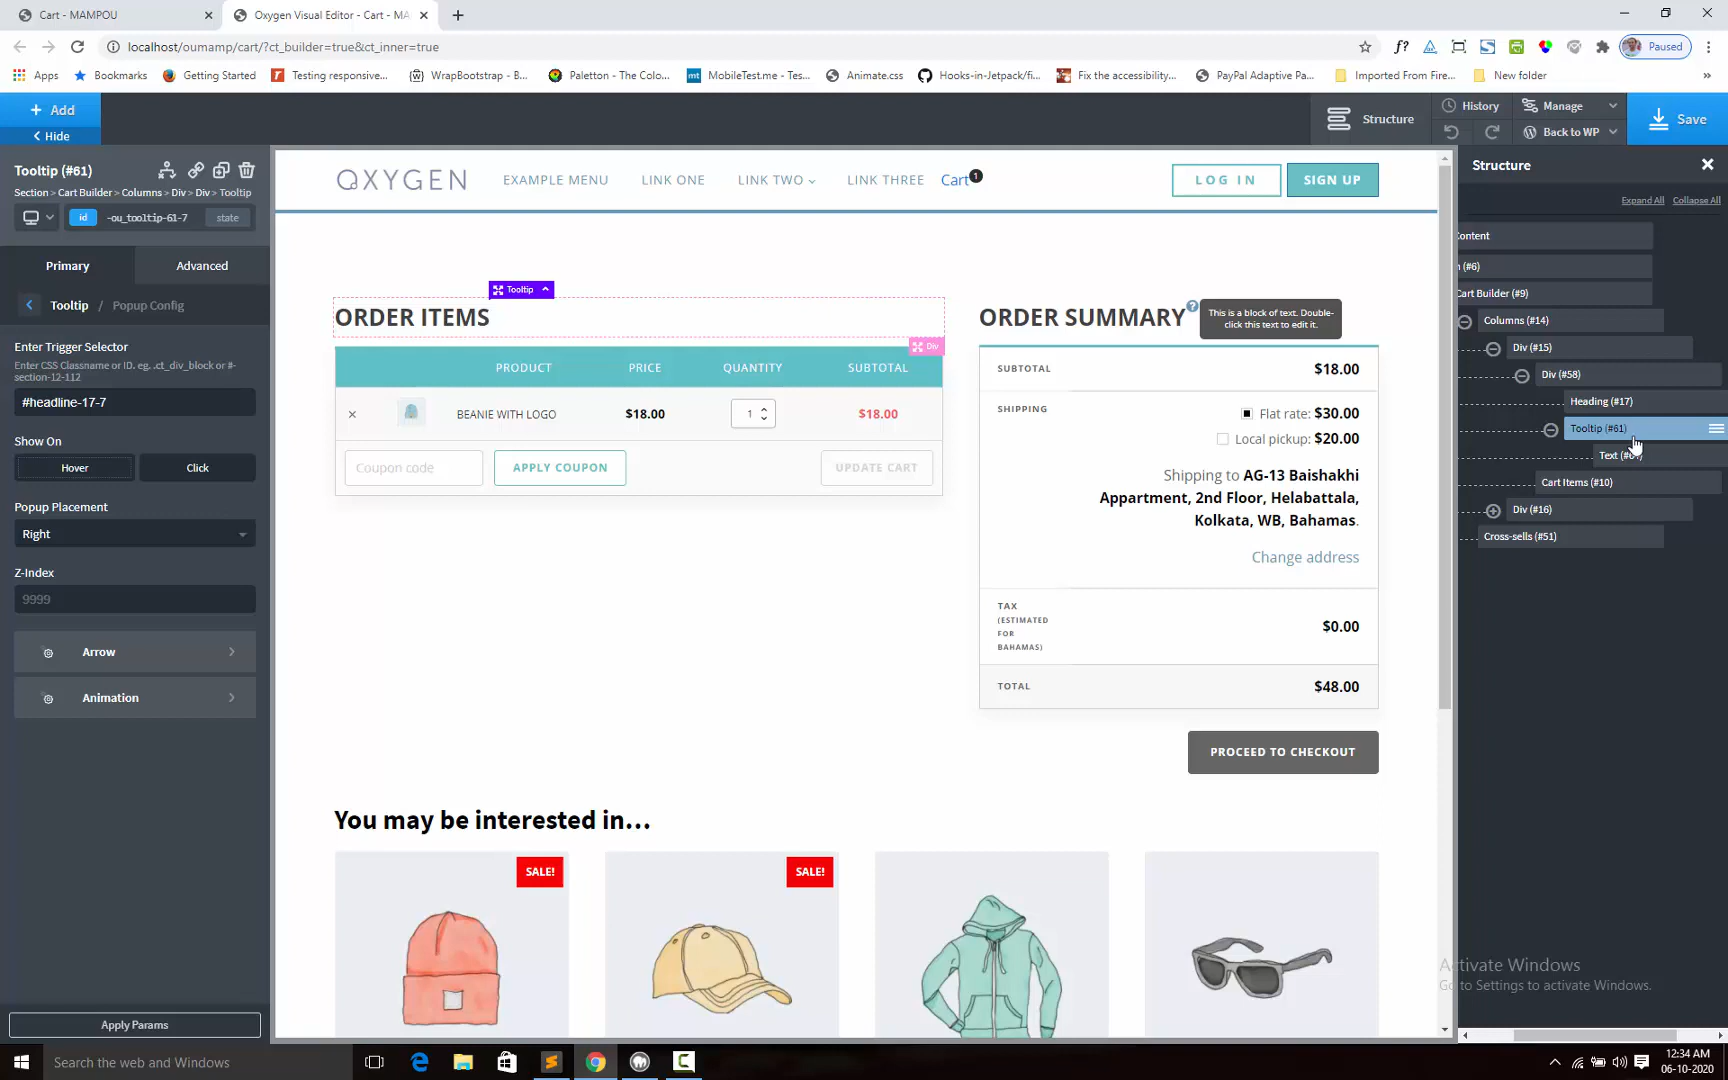 Cart - MAMPOU
Oxygen Visual Editor - Cart - MA
localhost/oumamp/cart/?ct_builder=true&ct_inner=true
f?
Paused
Apps
Bookmarks
Getting Started
Testing responsive...
WrapBootstrap - B...
Paletton - The Colo...
MobileTest.me - Tes...
Animate.css
Hooks-in-Jetpack/fi...
Fix the accessibility...
PayPal Adaptive Pa...
Imported From Fire...
New folder
+ Add
Hide
Structure
History
Manage
Back to WP
Save
Tooltip (#61)
Section > Cart Builder > Columns > Div > Div > Tooltip
id
-ou_tooltip-61-7
state
Primary
Advanced
Tooltip / Popup Config
Enter Trigger Selector
Enter CSS Classname or ID. eg. .ct_div_block or #-
section-12-112
#headline-17-7
Show On
Hover
Click
Popup Placement
Right
Z-Index
9999
Arrow
Animation
Apply Params
OXYGEN
EXAMPLE MENU
LINK ONE
LINK TWO
LINK THREE
Cart 1
LOG IN
SIGN UP
Tooltip
ORDER ITEMS
Div
PRODUCT
PRICE
QUANTITY
SUBTOTAL
×
BEANIE WITH LOGO
$18.00
1
$18.00
Coupon code
APPLY COUPON
UPDATE CART
ORDER SUMMARY
?
This is a block of text. Double-
click this text to edit it.
SUBTOTAL
$18.00
SHIPPING
Flat rate: $30.00
Local pickup: $20.00
Shipping to AG-13 Baishakhi
Appartment, 2nd Floor, Helabattala,
Kolkata, WB, Bahamas.
Change address
TAX
(ESTIMATED
FOR
BAHAMAS)
$0.00
TOTAL
$48.00
PROCEED TO CHECKOUT
You may be interested in...
SALE!
SALE!
Structure
Expand All
Collapse All
Content
(#6)
Cart Builder (#9)
Columns (#14)
Div (#15)
Div (#58)
Heading (#17)
Tooltip (#61)
Text
Cart Items (#10)
Div (#16)
Cross-sells (#51)
Activate Windows
Go to Settings to activate Windows.
Search the web and Windows
12:34 AM
06-10-2020